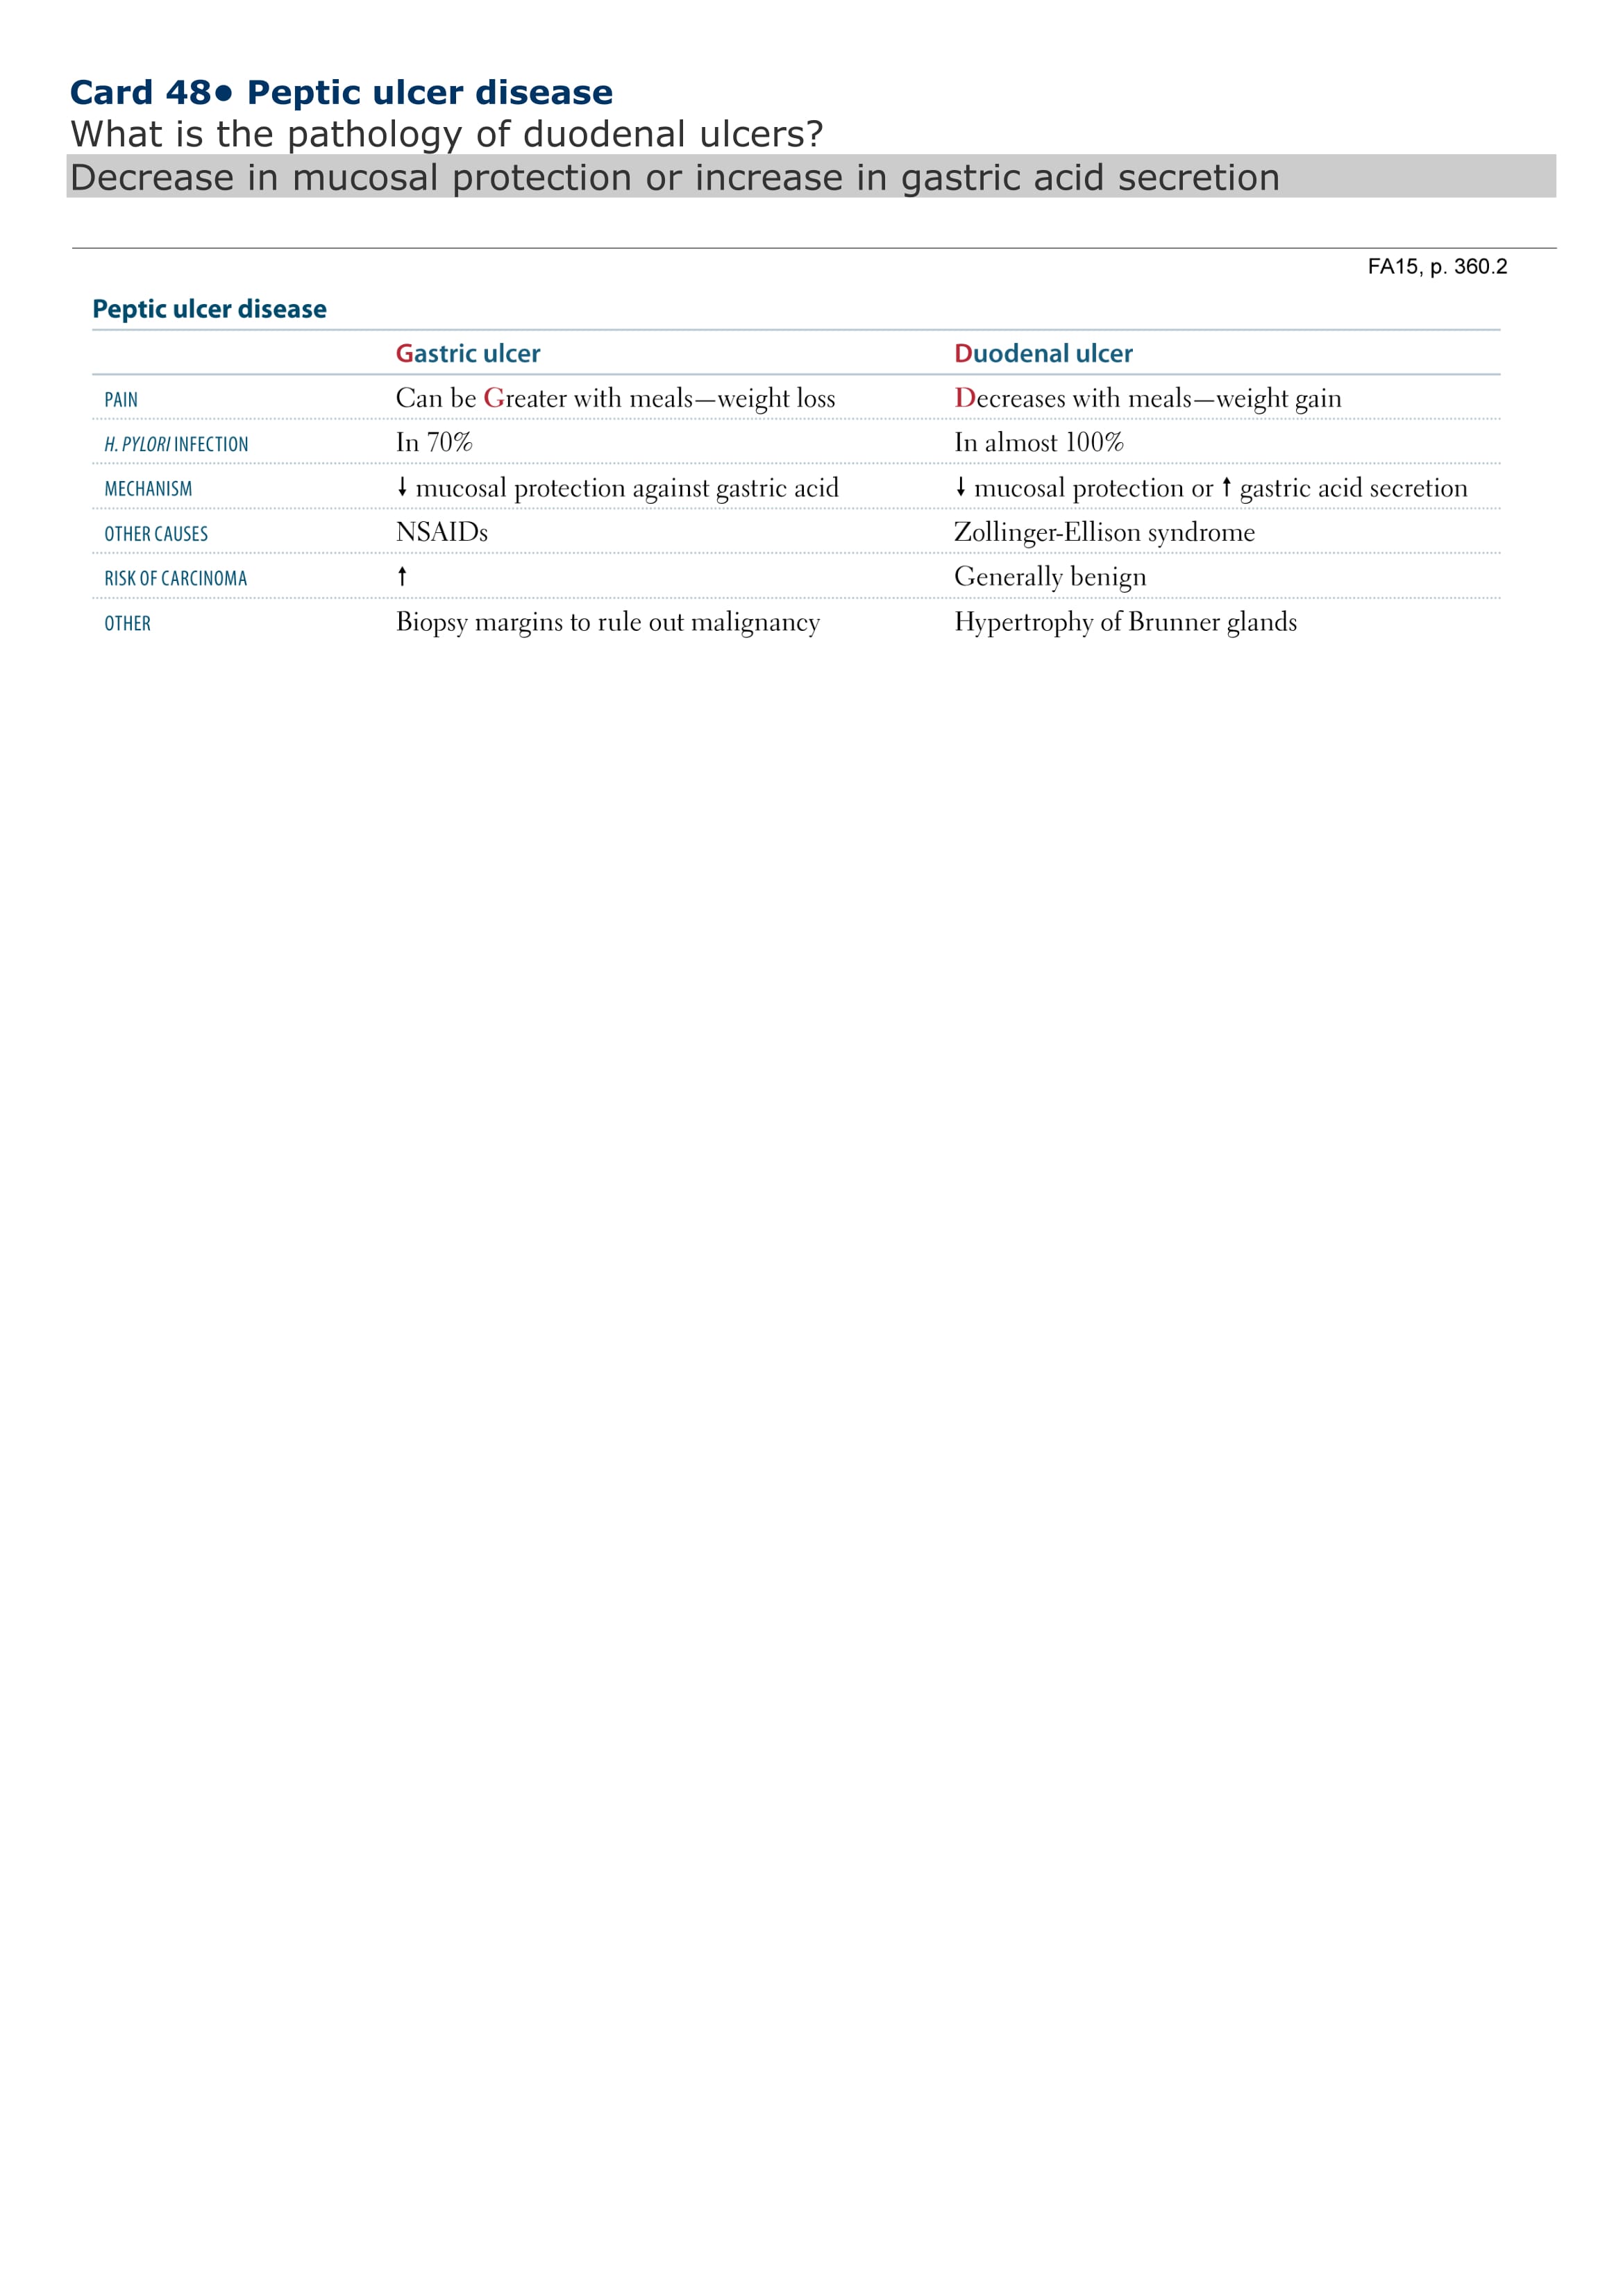 Card 48● Peptic ulcer disease
What is the pathology of duodenal ulcers?
Decrease in mucosal protection or increase in gastric acid secretion
FA15, p. 360.2
Peptic ulcer disease
Gastric ulcer Duodenal ulcer
PAIN Can be Greater with meals—weight loss Decreases with meals—weight gain
H. PYLORI INFECTION In 70% In almost 100%
MECHANISM ↓ mucosal protection against gastric acid ↓ mucosal protection or ↑ gastric acid secretion
OTHER CAUSES NSAIDs Zollinger-Ellison syndrome
RISK OF CARCINOMA ↑ Generally benign
OTHER Biopsy margins to rule out malignancy Hypertrophy of Brunner glands